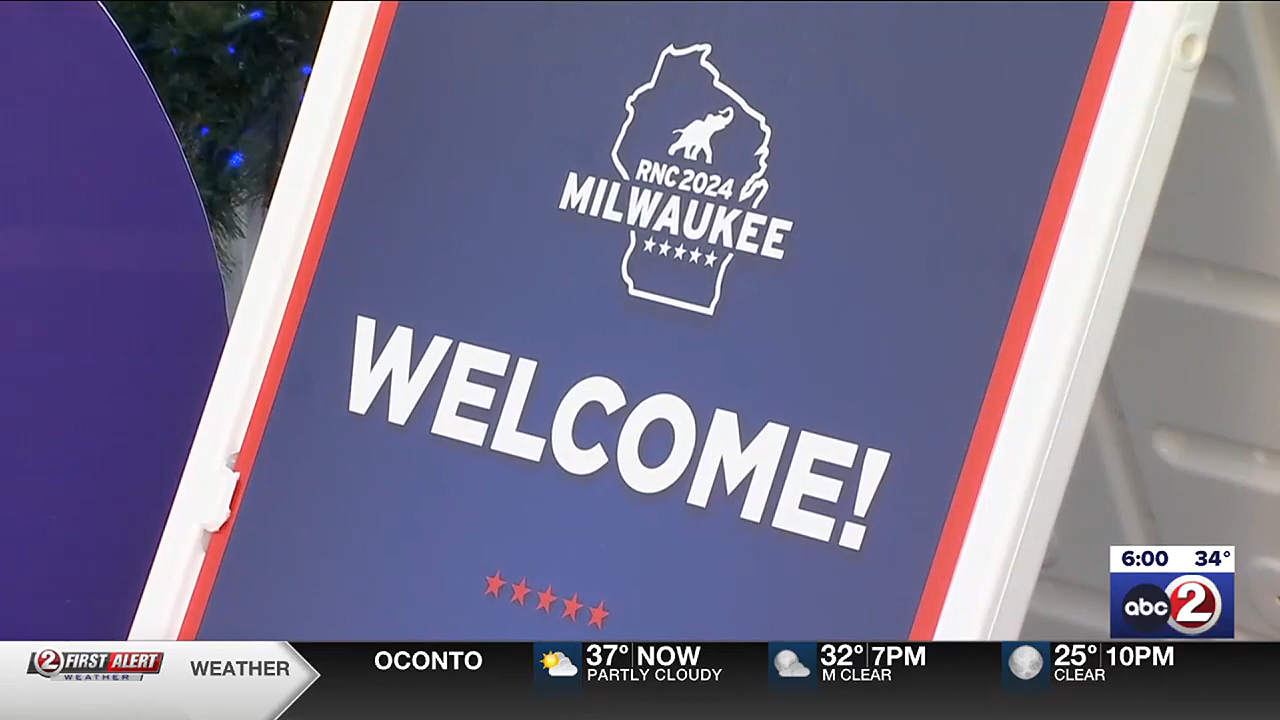 RNC 2024
MILWAUKEE
WELCOME!
6:00 34°
abc 2
2 FIRST ALERT
WEATHER
WEATHER
OCONTO
37° NOW
PARTLY CLOUDY
32° 7PM
M CLEAR
25° 10PM
CLEAR